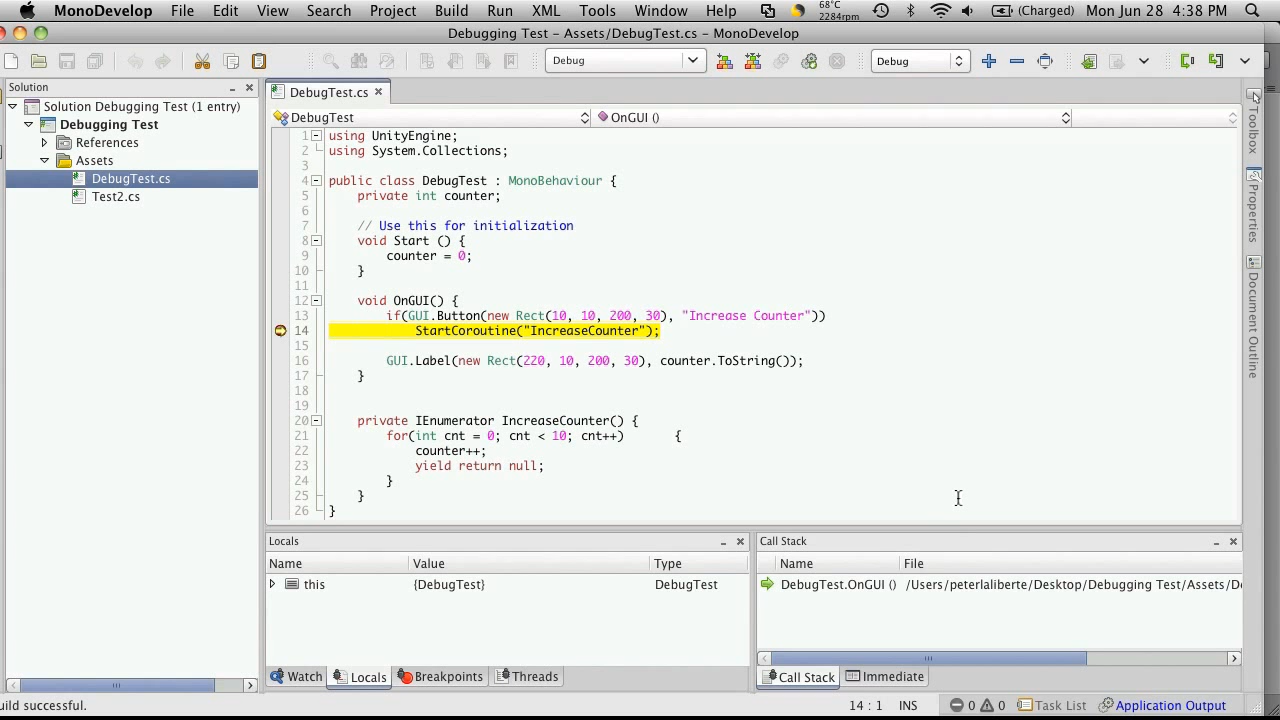 MonoDevelop File Edit View Search Project Build Run XML Tools Window Help 68°C 2284rpm (Charged) Mon Jun 28 4:38 PM
Debugging Test – Assets/DebugTest.cs – MonoDevelop
Debug Debug
Solution
Solution Debugging Test (1 entry)
Debugging Test
References
Assets
DebugTest.cs
Test2.cs
DebugTest.cs
DebugTest OnGUI ()
1 using UnityEngine;
2 using System.Collections;
3
4 public class DebugTest : MonoBehaviour {
5 private int counter;
6
7 // Use this for initialization
8 void Start () {
9 counter = 0;
10 }
11
12 void OnGUI() {
13 if(GUI.Button(new Rect(10, 10, 200, 30), "Increase Counter"))
14 StartCoroutine("IncreaseCounter");
15
16 GUI.Label(new Rect(220, 10, 200, 30), counter.ToString());
17 }
18
19
20 private IEnumerator IncreaseCounter() {
21 for(int cnt = 0; cnt < 10; cnt++) {
22 counter++;
23 yield return null;
24 }
25 }
26 }
Toolbox
Properties
Document Outline
Locals
Name Value Type
this {DebugTest} DebugTest
Watch Locals Breakpoints Threads
Call Stack
Name File
DebugTest.OnGUI () /Users/peterlaliberte/Desktop/Debugging Test/Assets/De
Call Stack Immediate
uild successful. 14 : 1 INS 0 0 Task List Application Output